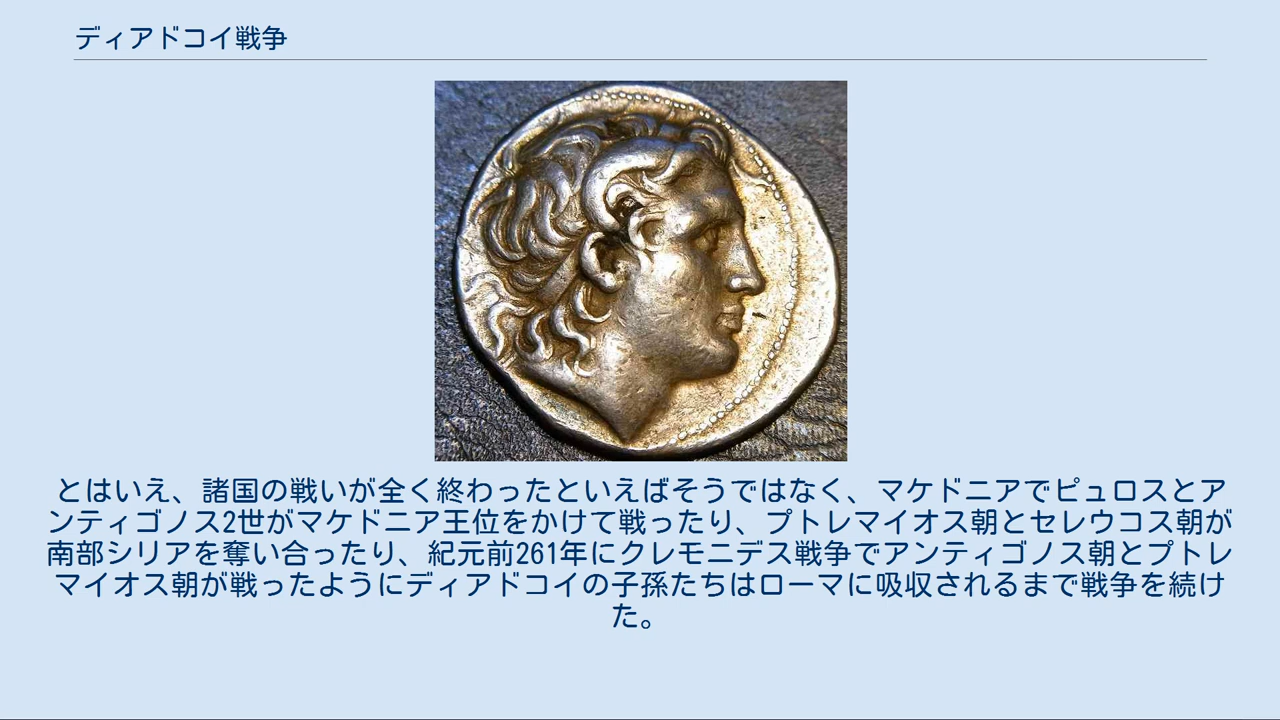 ディアドコイ戦争
とはいえ、諸国の戦いが全く終わったといえばそうではなく、マケドニアでピュロスとア
ンティゴノス2世がマケドニア王位をかけて戦ったり、プトレマイオス朝とセレウコス朝が
南部シリアを奪い合ったり、紀元前261年にクレモニデス戦争でアンティゴノス朝とプトレ
マイオス朝が戦ったようにディアドコイの子孫たちはローマに吸収されるまで戦争を続け
た。